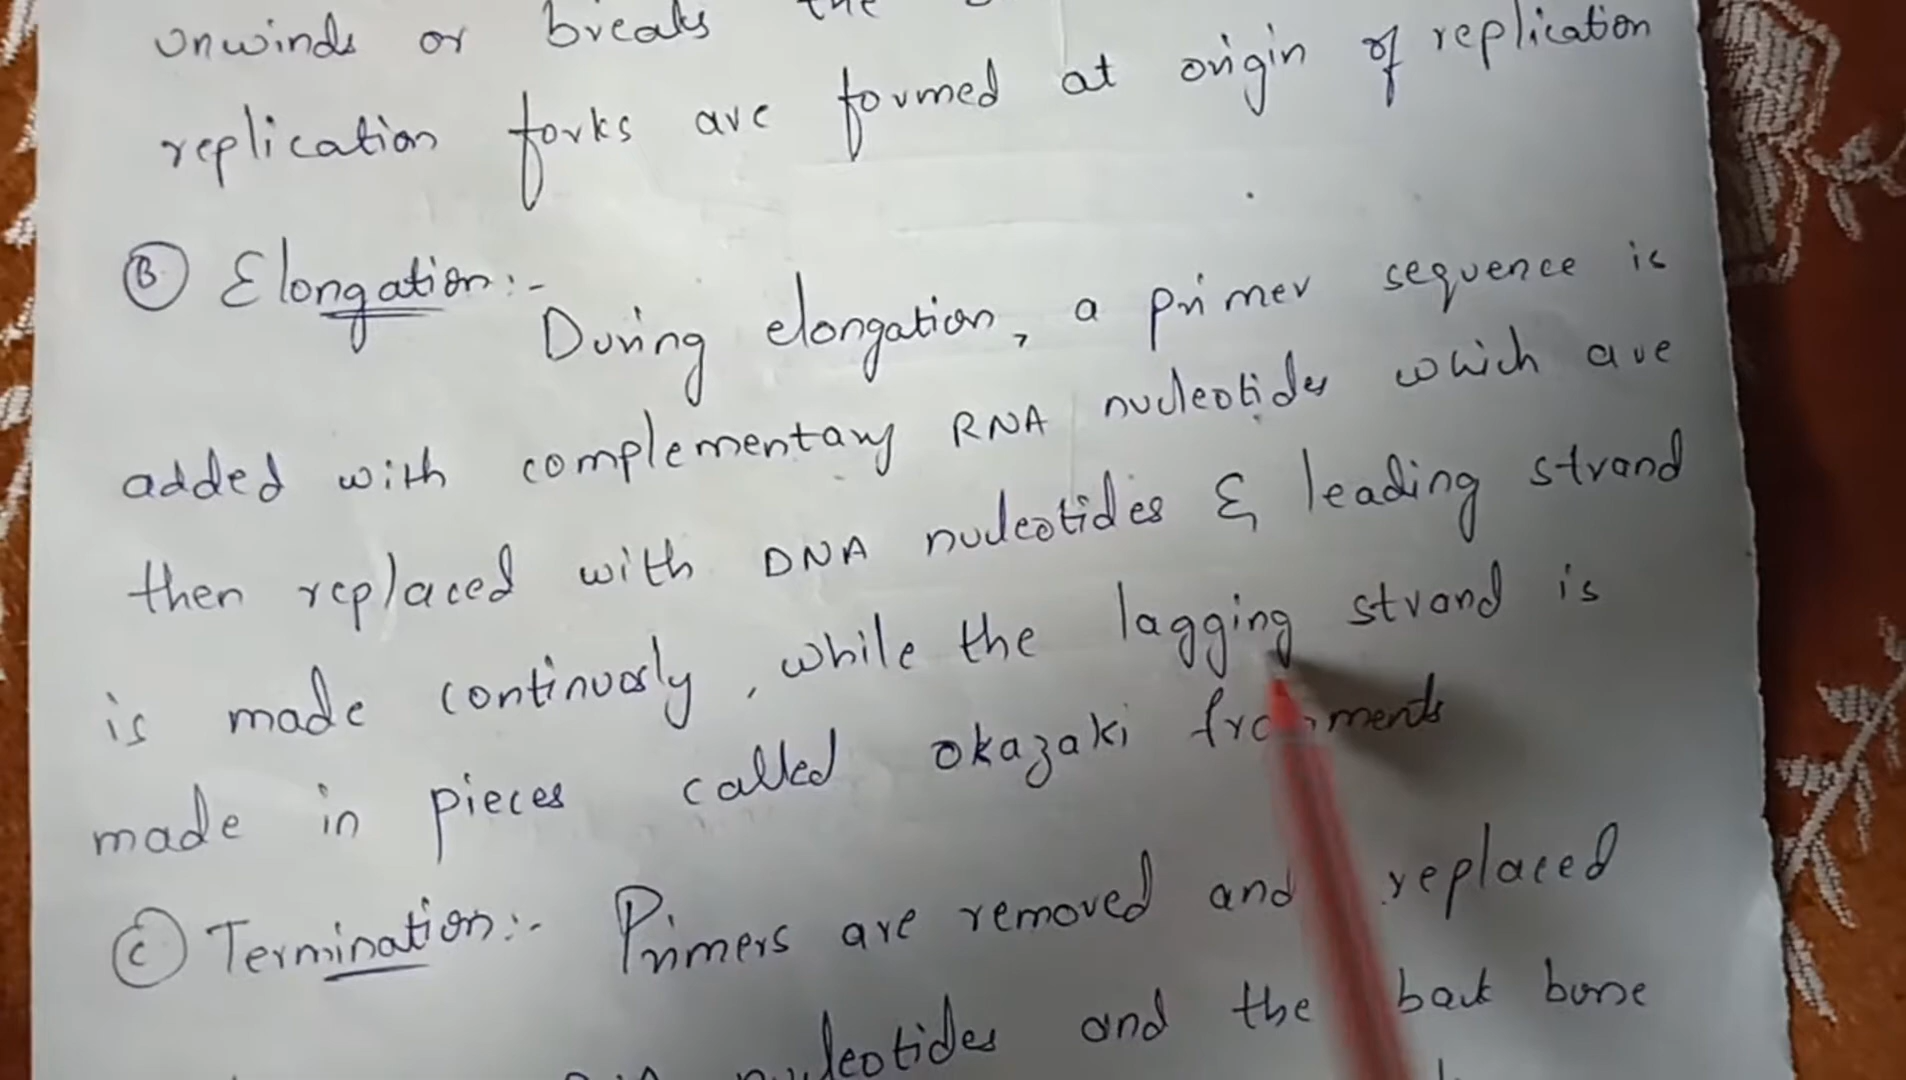 unwinds or breaks the
replication forks are formed at origin of replication
Ⓑ Elongation:-
During elongation, a primer sequence is
added with complementary RNA nucleotides which are
then replaced with DNA nucleotides & leading strand
is made continuosly, while the lagging strand is
made in pieces called okazaki
Ⓒ Termination:- Primers are removed and replaced
and the back bone